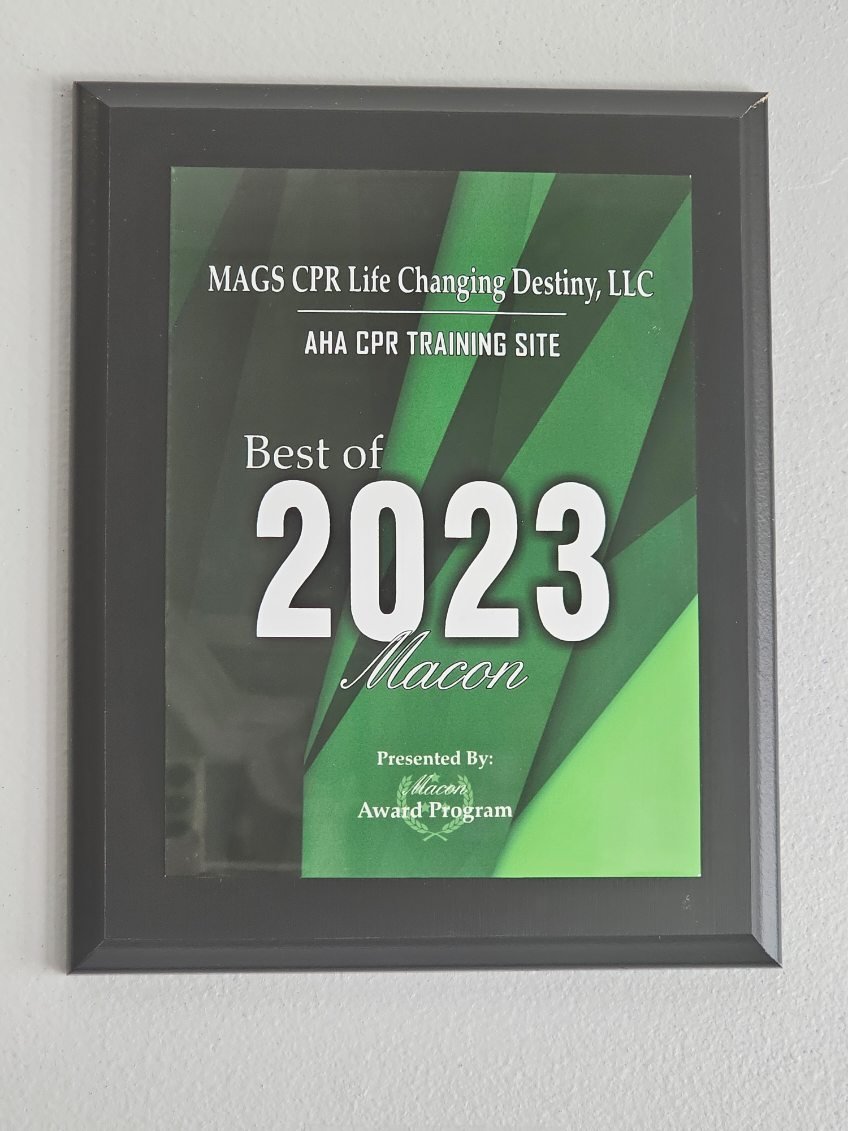 MAGS CPR Life Changing Destiny, LLC
AHA CPR TRAINING SITE
Best of
2023
Macon
Presented By:
Macon
Award Program